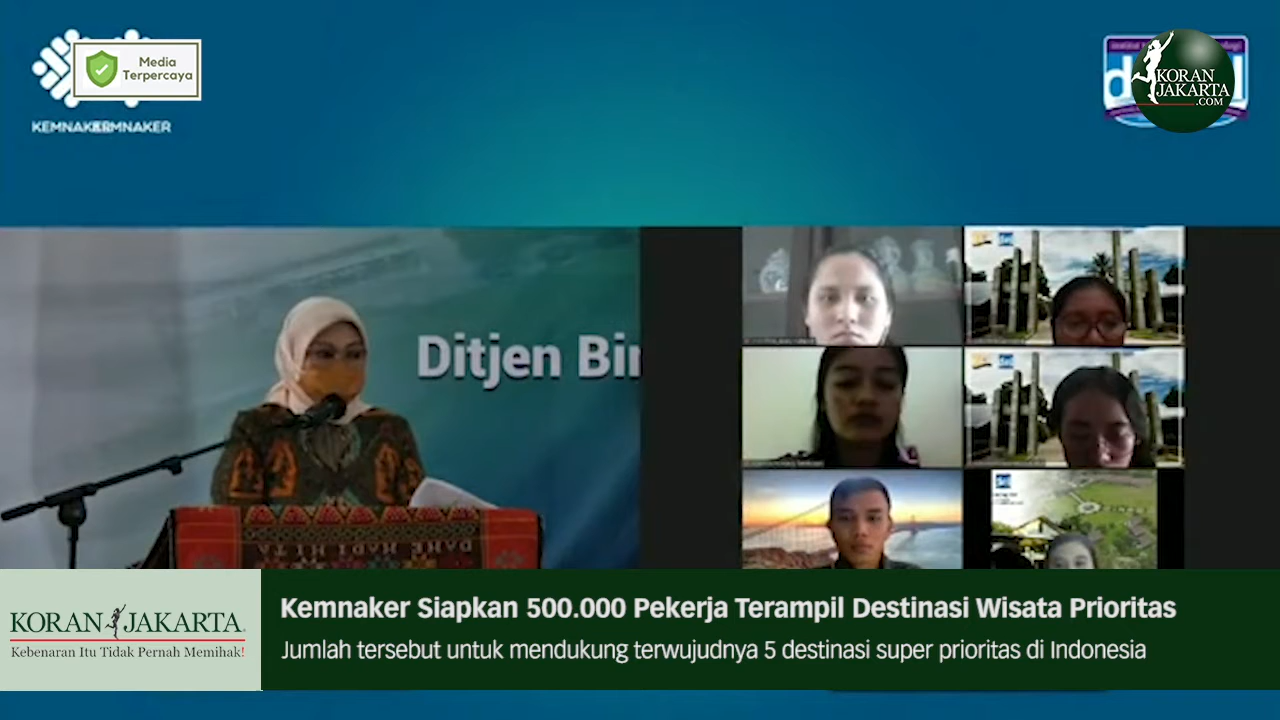 Media
Terpercaya
KEMNAKER
KORAN
JAKARTA
.COM
Ditjen Bin
Kemnaker Siapkan 500.000 Pekerja Terampil Destinasi Wisata Prioritas
KORAN JAKARTA
Kebenaran Itu Tidak Pernah Memihak!
Jumlah tersebut untuk mendukung terwujudnya 5 destinasi super prioritas di Indonesia